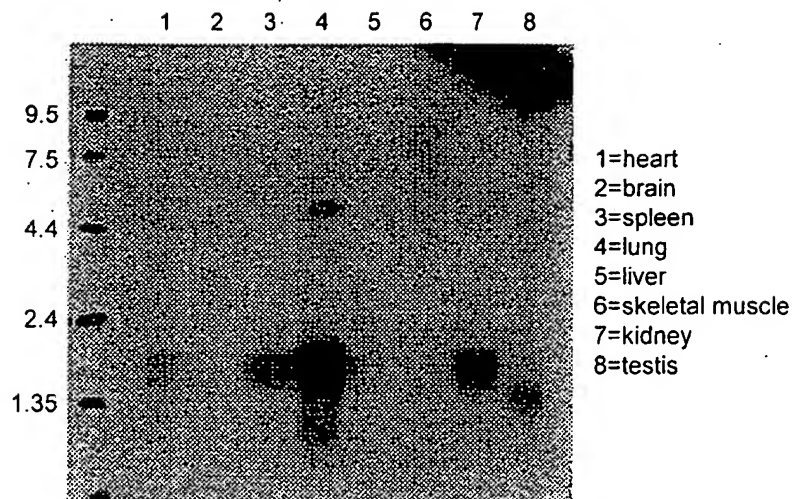 1 2 3 4 5 6 7 8
9.5
7.5
4.4
2.4
1.35
1=heart
2=brain
3=spleen
4=lung
5=liver
6=skeletal muscle
7=kidney
8=testis